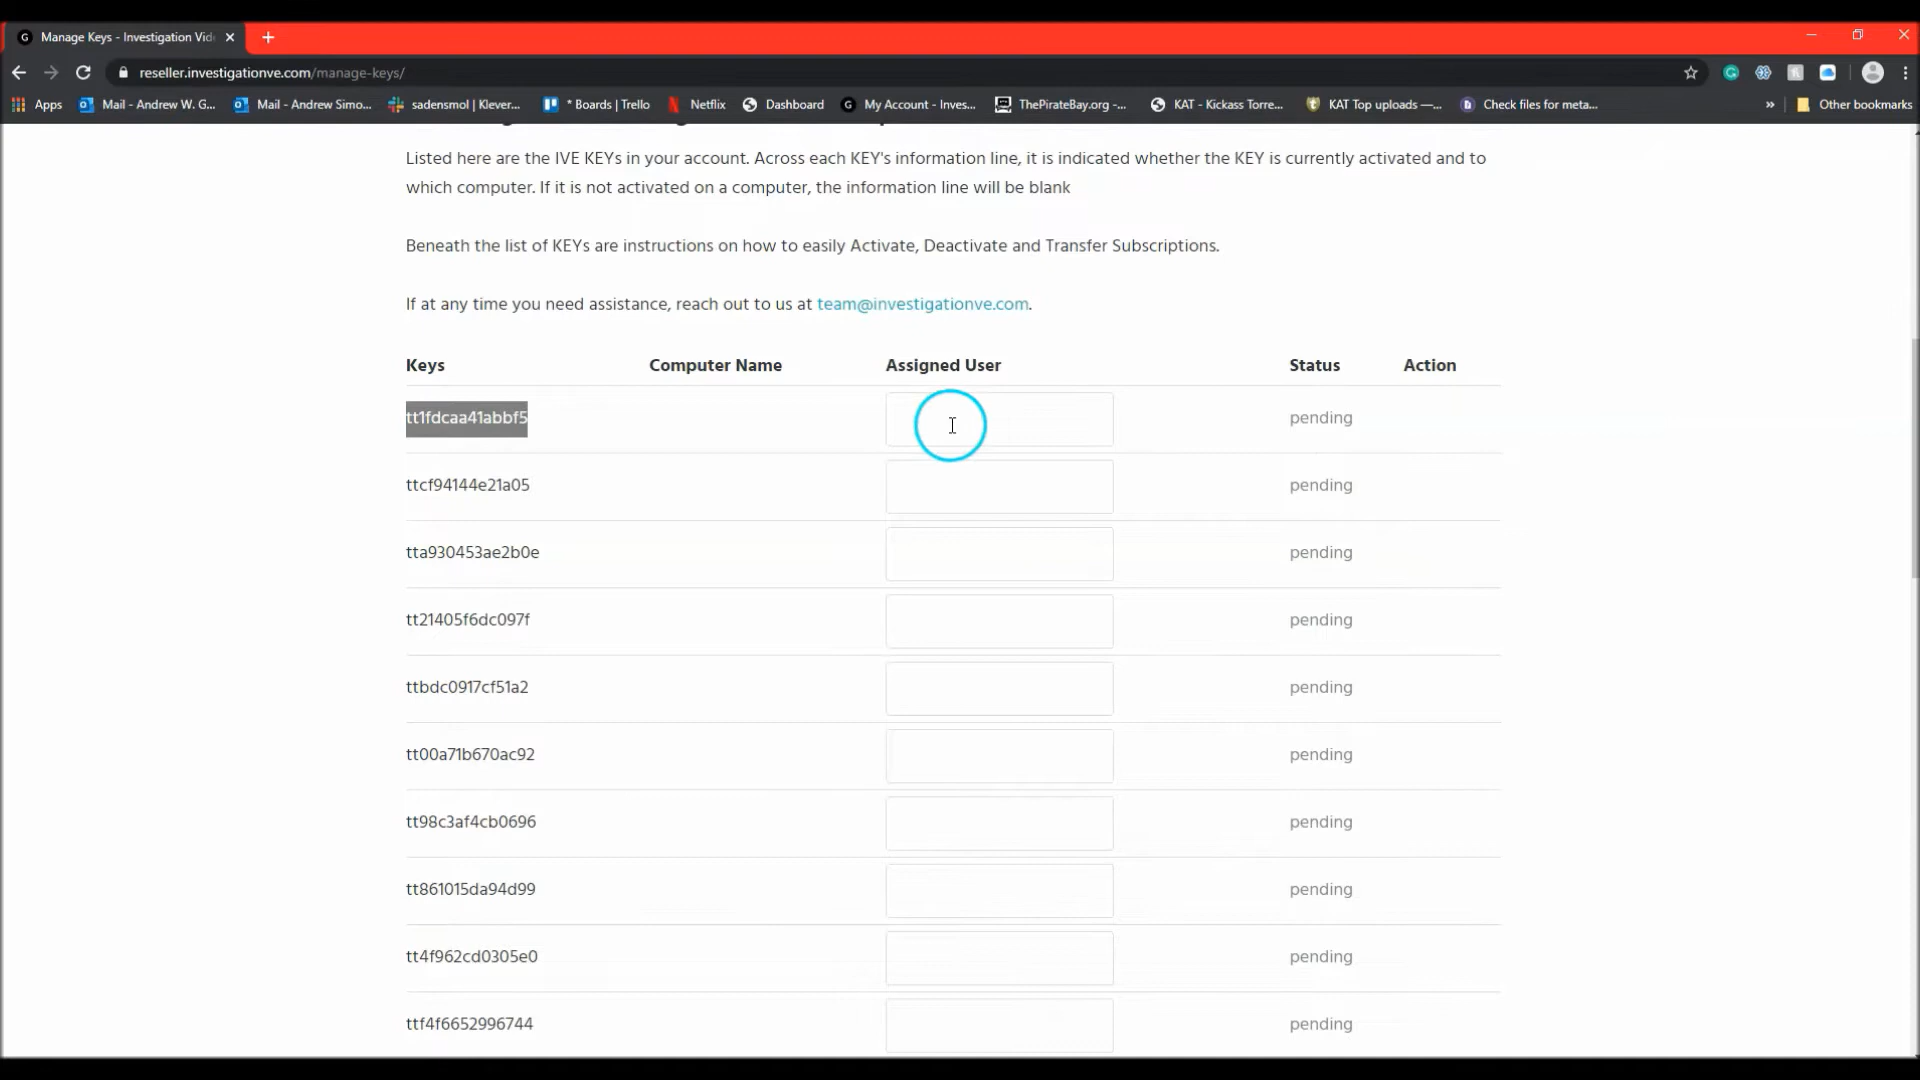 Manage Keys - Investigation Vid
reseller.investigationve.com/manage-keys/
Apps Mail - Andrew W. G... Mail - Andrew Simo... sadensmol | Klever... * Boards | Trello Netflix Dashboard My Account - Inves... ThePirateBay.org -... KAT - Kickass Torre... KAT Top uploads —... Check files for meta... » Other bookmarks
Listed here are the IVE KEYs in your account. Across each KEY's information line, it is indicated whether the KEY is currently activated and to
which computer. If it is not activated on a computer, the information line will be blank
Beneath the list of KEYs are instructions on how to easily Activate, Deactivate and Transfer Subscriptions.
If at any time you need assistance, reach out to us at team@investigationve.com.
Keys Computer Name Assigned User Status Action
tt1fdcaa41abbf5 pending
ttcf94144e21a05 pending
tta930453ae2b0e pending
tt21405f6dc097f pending
ttbdc0917cf51a2 pending
tt00a71b670ac92 pending
tt98c3af4cb0696 pending
tt861015da94d99 pending
tt4f962cd0305e0 pending
ttf4f6652996744 pending